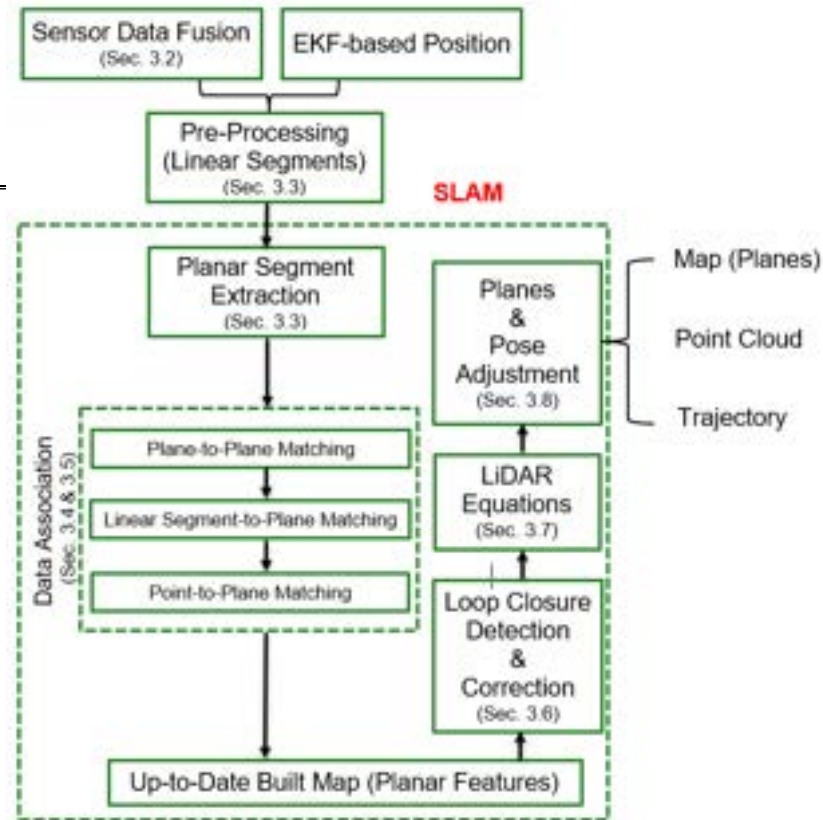 Sensor Data Fusion
(Sec. 3.2)
EKF-based Position
Pre-Processing
(Linear Segments)
(Sec. 3.3)
SLAM
Planar Segment
Extraction
(Sec. 3.3)
Data Association
(Sec. 3.4 & 3.5)
Plane-to-Plane Matching
Linear Segment-to-Plane Matching
Point-to-Plane Matching
Up-to-Date Built Map (Planar Features)
Loop Closure
Detection
&
Correction
(Sec. 3.6)
LiDAR
Equations
(Sec. 3.7)
Planes
&
Pose
Adjustment
(Sec. 3.8)
Map (Planes)
Point Cloud
Trajectory